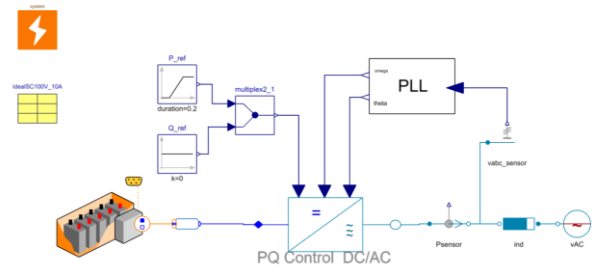 system
idealSC100V_10A
P_ref
duration=0.2
multiplex2_1
Q_ref
k=0
omega
theta
PLL
vabc_sensor
=
≈
Psensor
ind
vAC
PQ Control DC/AC